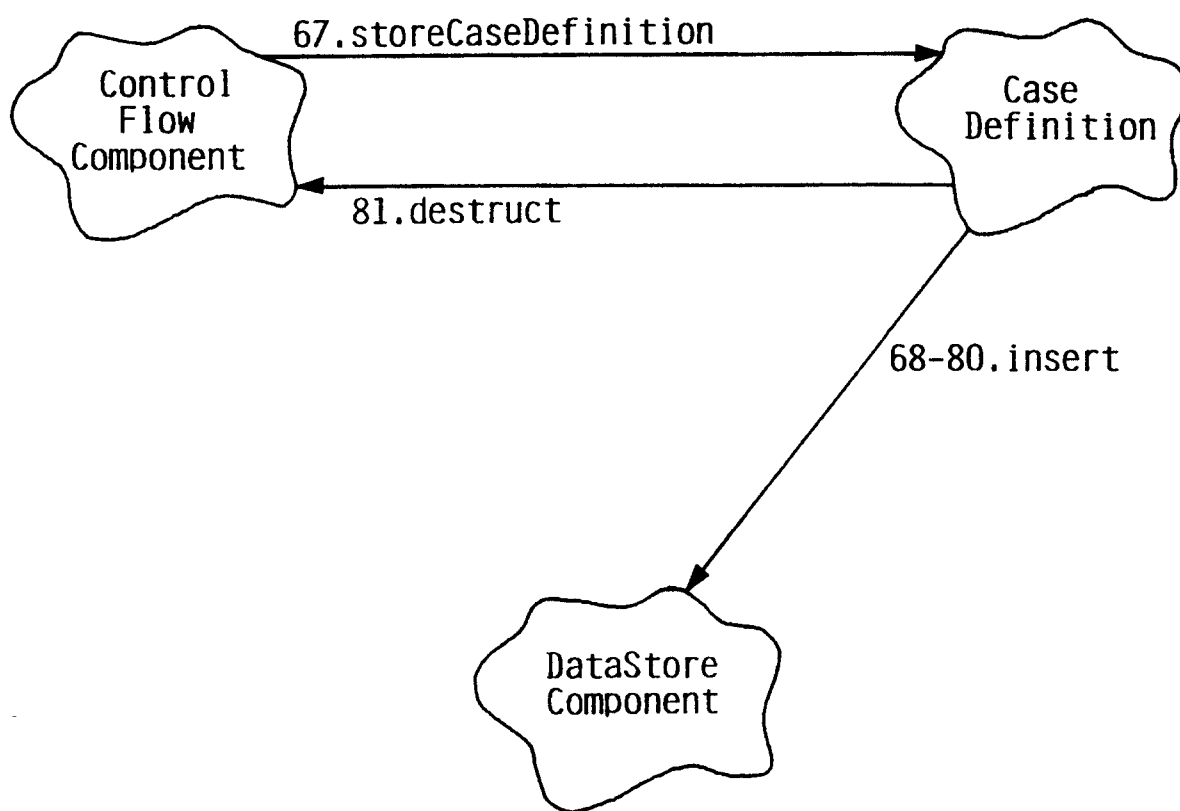 67.storeCaseDefinition
Control
Flow
Component
Case
Definition
81.destruct
68-80.insert
DataStore
Component